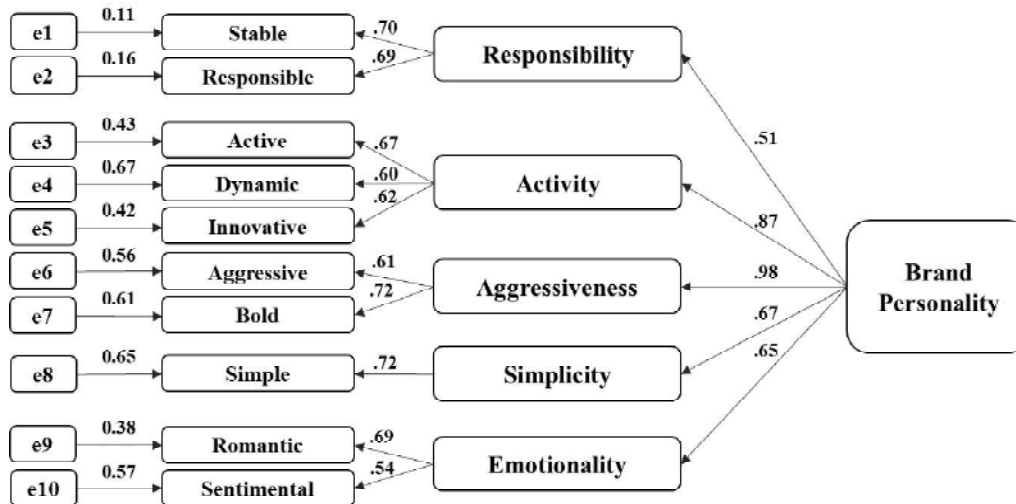 e1 0.11 Stable .70 Responsibility
e2 0.16 Responsible .69
.51
e3 0.43 Active .67
e4 0.67 Dynamic .60 Activity
e5 0.42 Innovative .62
.87
e6 0.56 Aggressive .61
Aggressiveness .98
e7 0.61 Bold .72
Brand
Personality
.67
e8 0.65 Simple .72 Simplicity
.65
e9 0.38 Romantic .69
Emotionality
e10 0.57 Sentimental .54